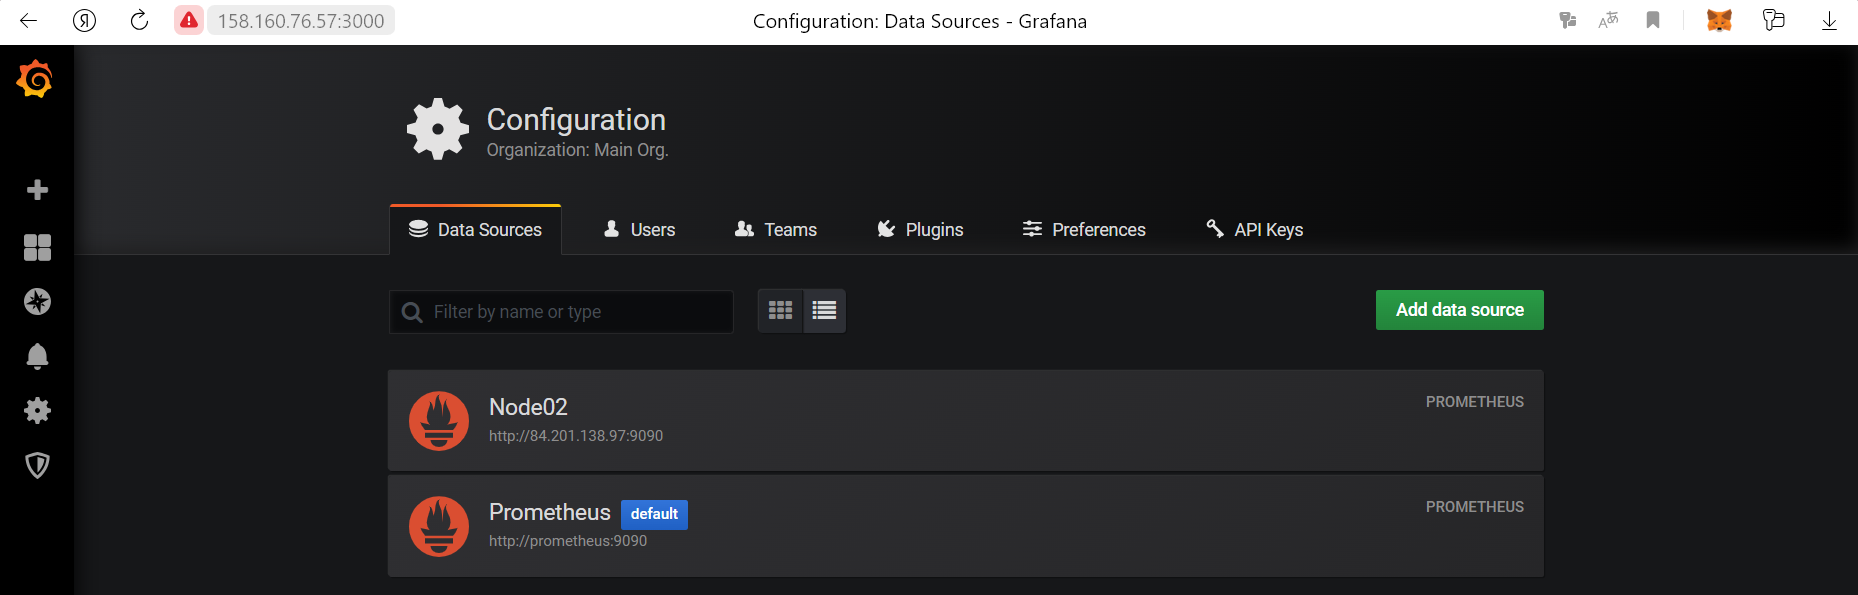 Я 158.160.76.57:3000 Configuration: Data Sources - Grafana
Configuration
Organization: Main Org.
Data Sources Users Teams Plugins Preferences API Keys
Filter by name or type Add data source
Node02 PROMETHEUS
http://84.201.138.97:9090
Prometheus default PROMETHEUS
http://prometheus:9090